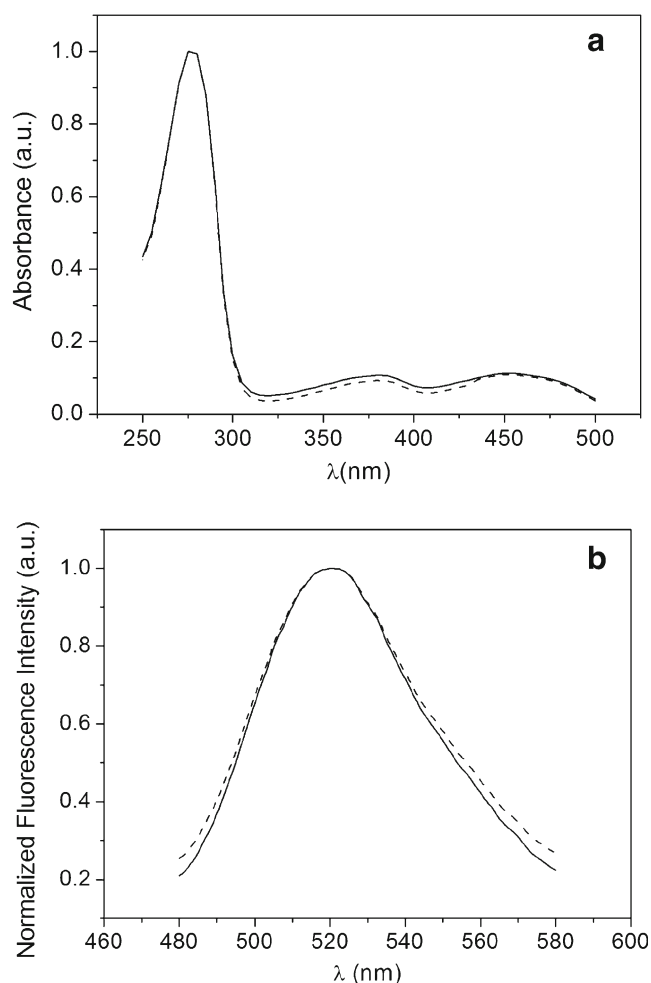 a
Absorbance (a.u.)
1.0
0.8
0.6
0.4
0.2
0.0
250 300 350 400 450 500
λ(nm)
b
Normalized Fluorescence Intensity (a.u.)
1.0
0.8
0.6
0.4
0.2
460 480 500 520 540 560 580 600
λ (nm)